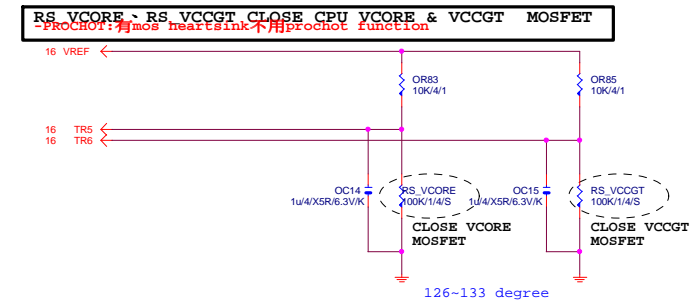 RS_VCORE、RS_VCCGT CLOSE CPU VCORE & VCCGT MOSFET
-PROCHOT:有mos heartsink不用prochot function
16 VREF
OR83
10K/4/1
OR85
10K/4/1
16 TR5
16 TR6
OC14
1u/4/X5R/6.3V/K
RS_VCORE
100K/1/4/S
OC15
1u/4/X5R/6.3V/K
RS_VCCGT
100K/1/4/S
CLOSE VCORE
MOSFET
CLOSE VCCGT
MOSFET
126~133 degree